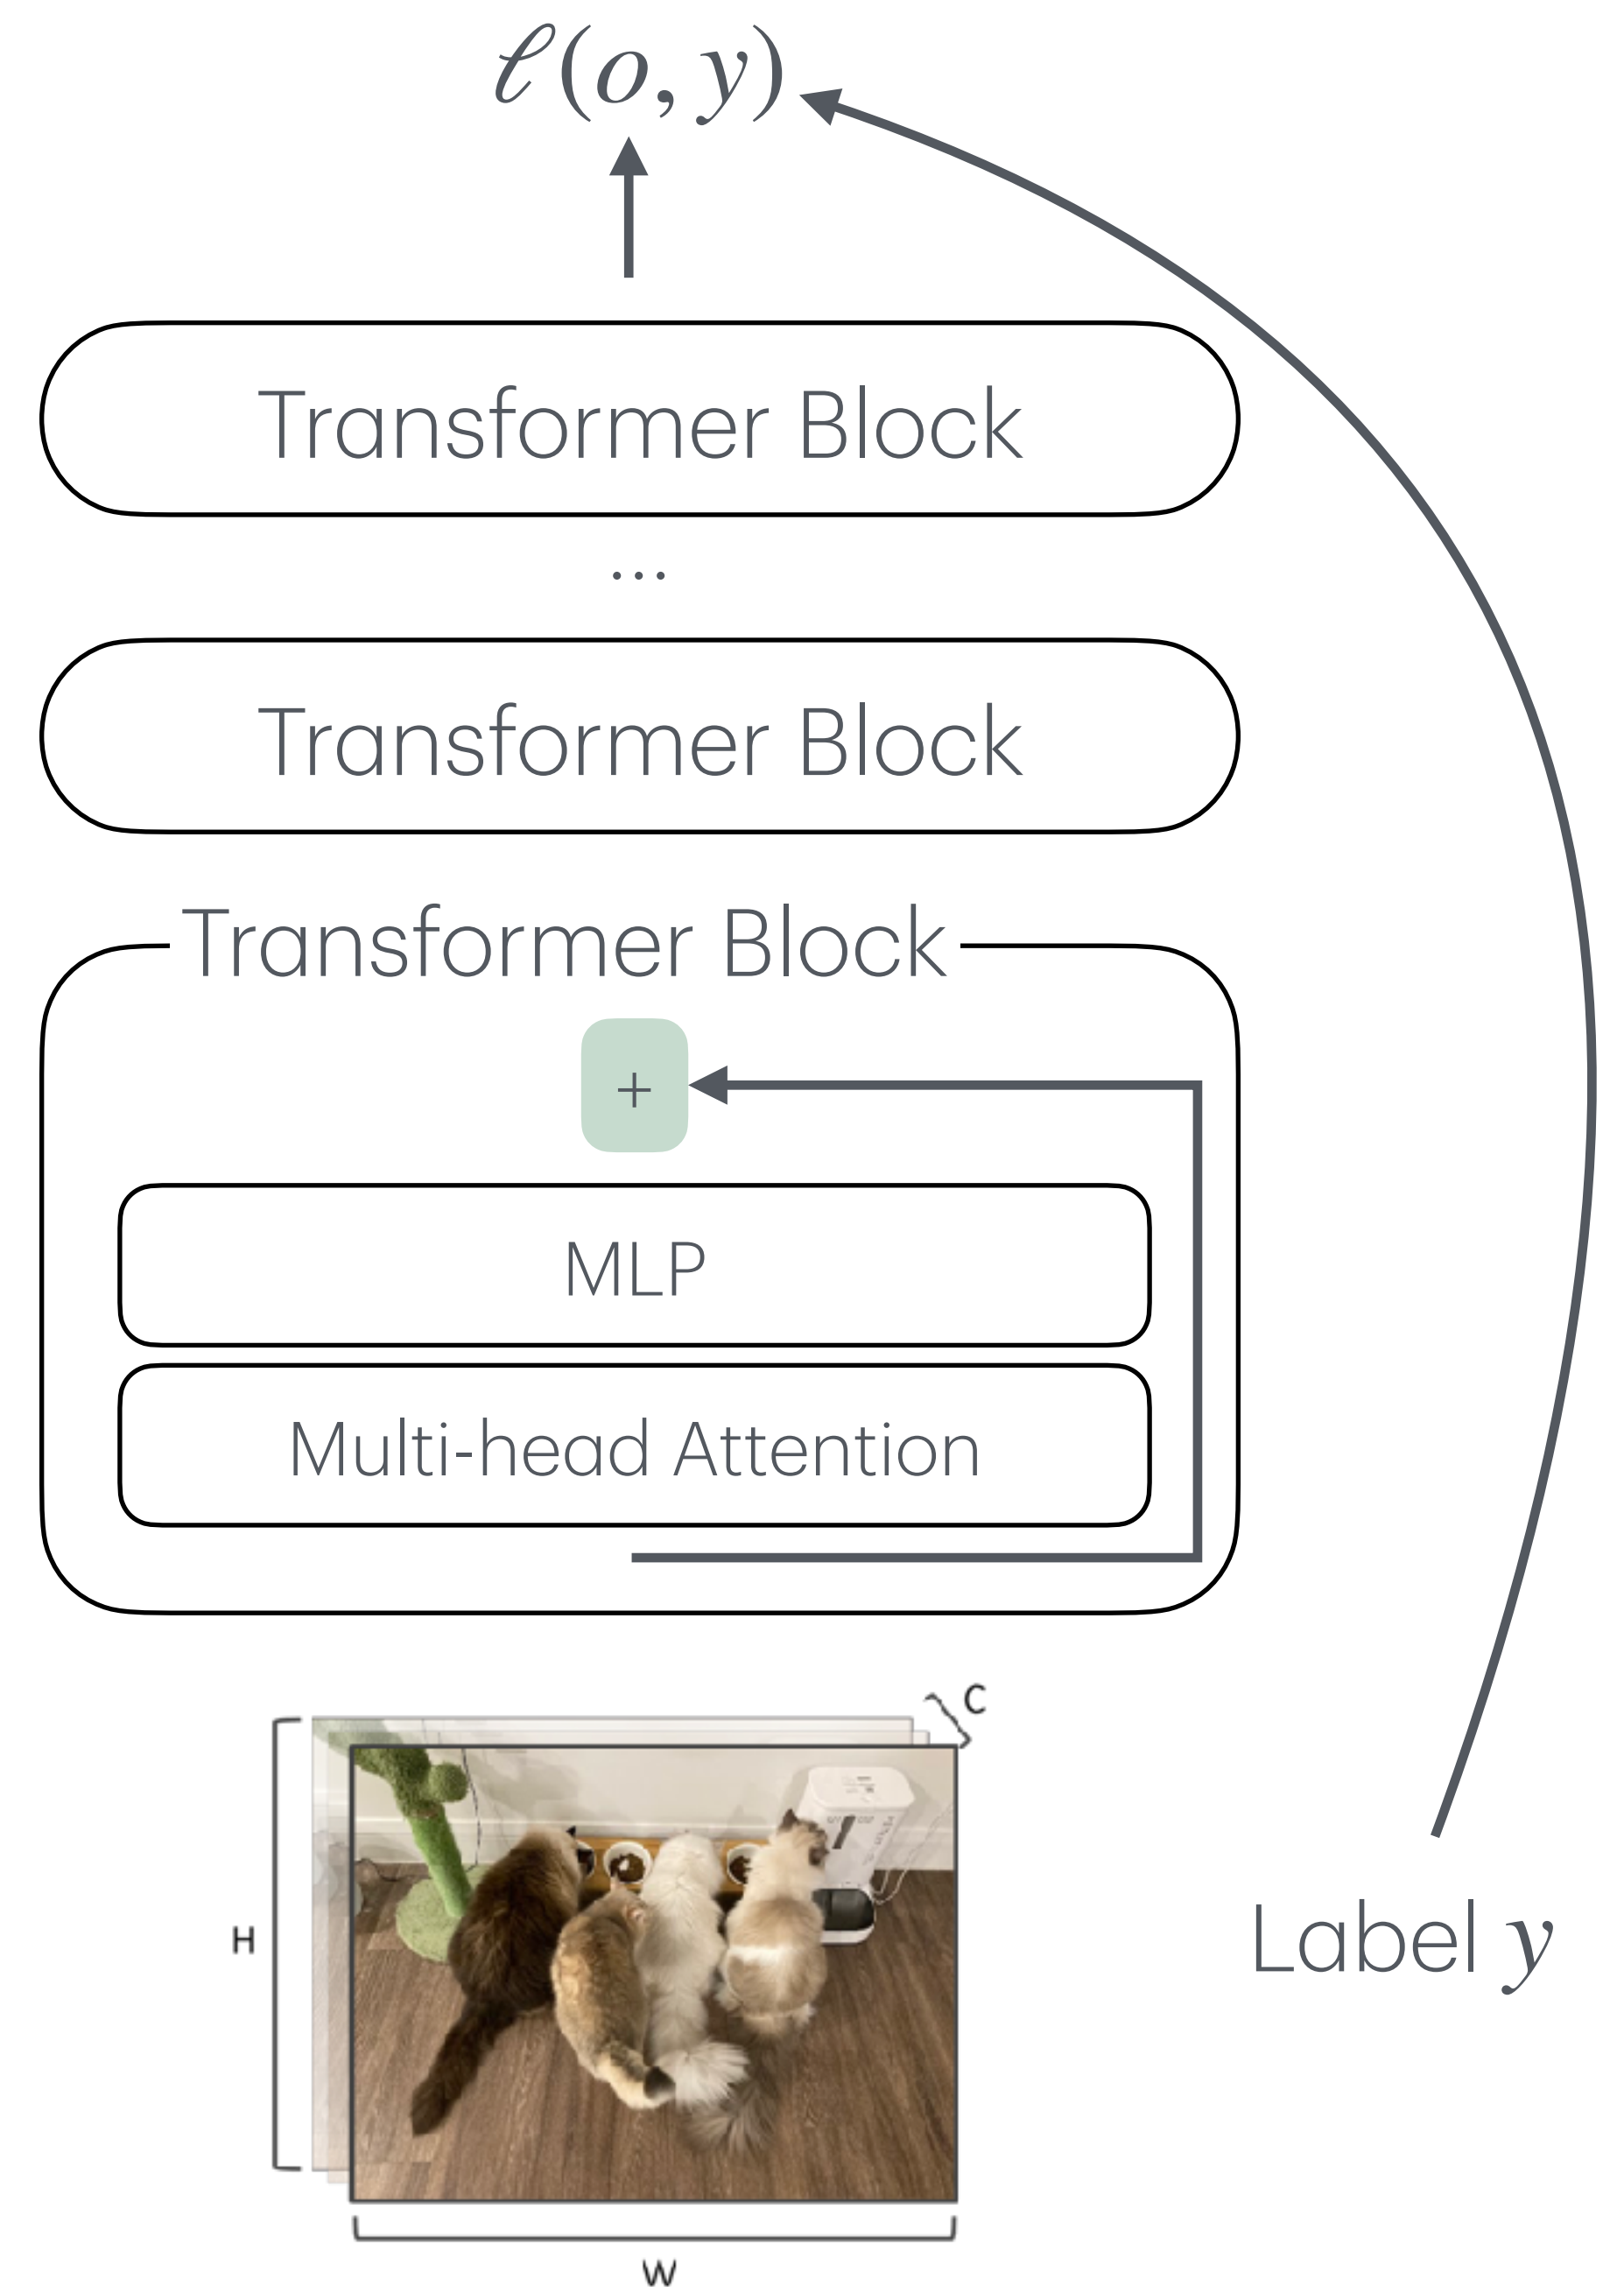 ℓ(o, y)
Transformer Block
...
Transformer Block
Transformer Block
+
MLP
Multi-head Attention
C
H
Label y
W